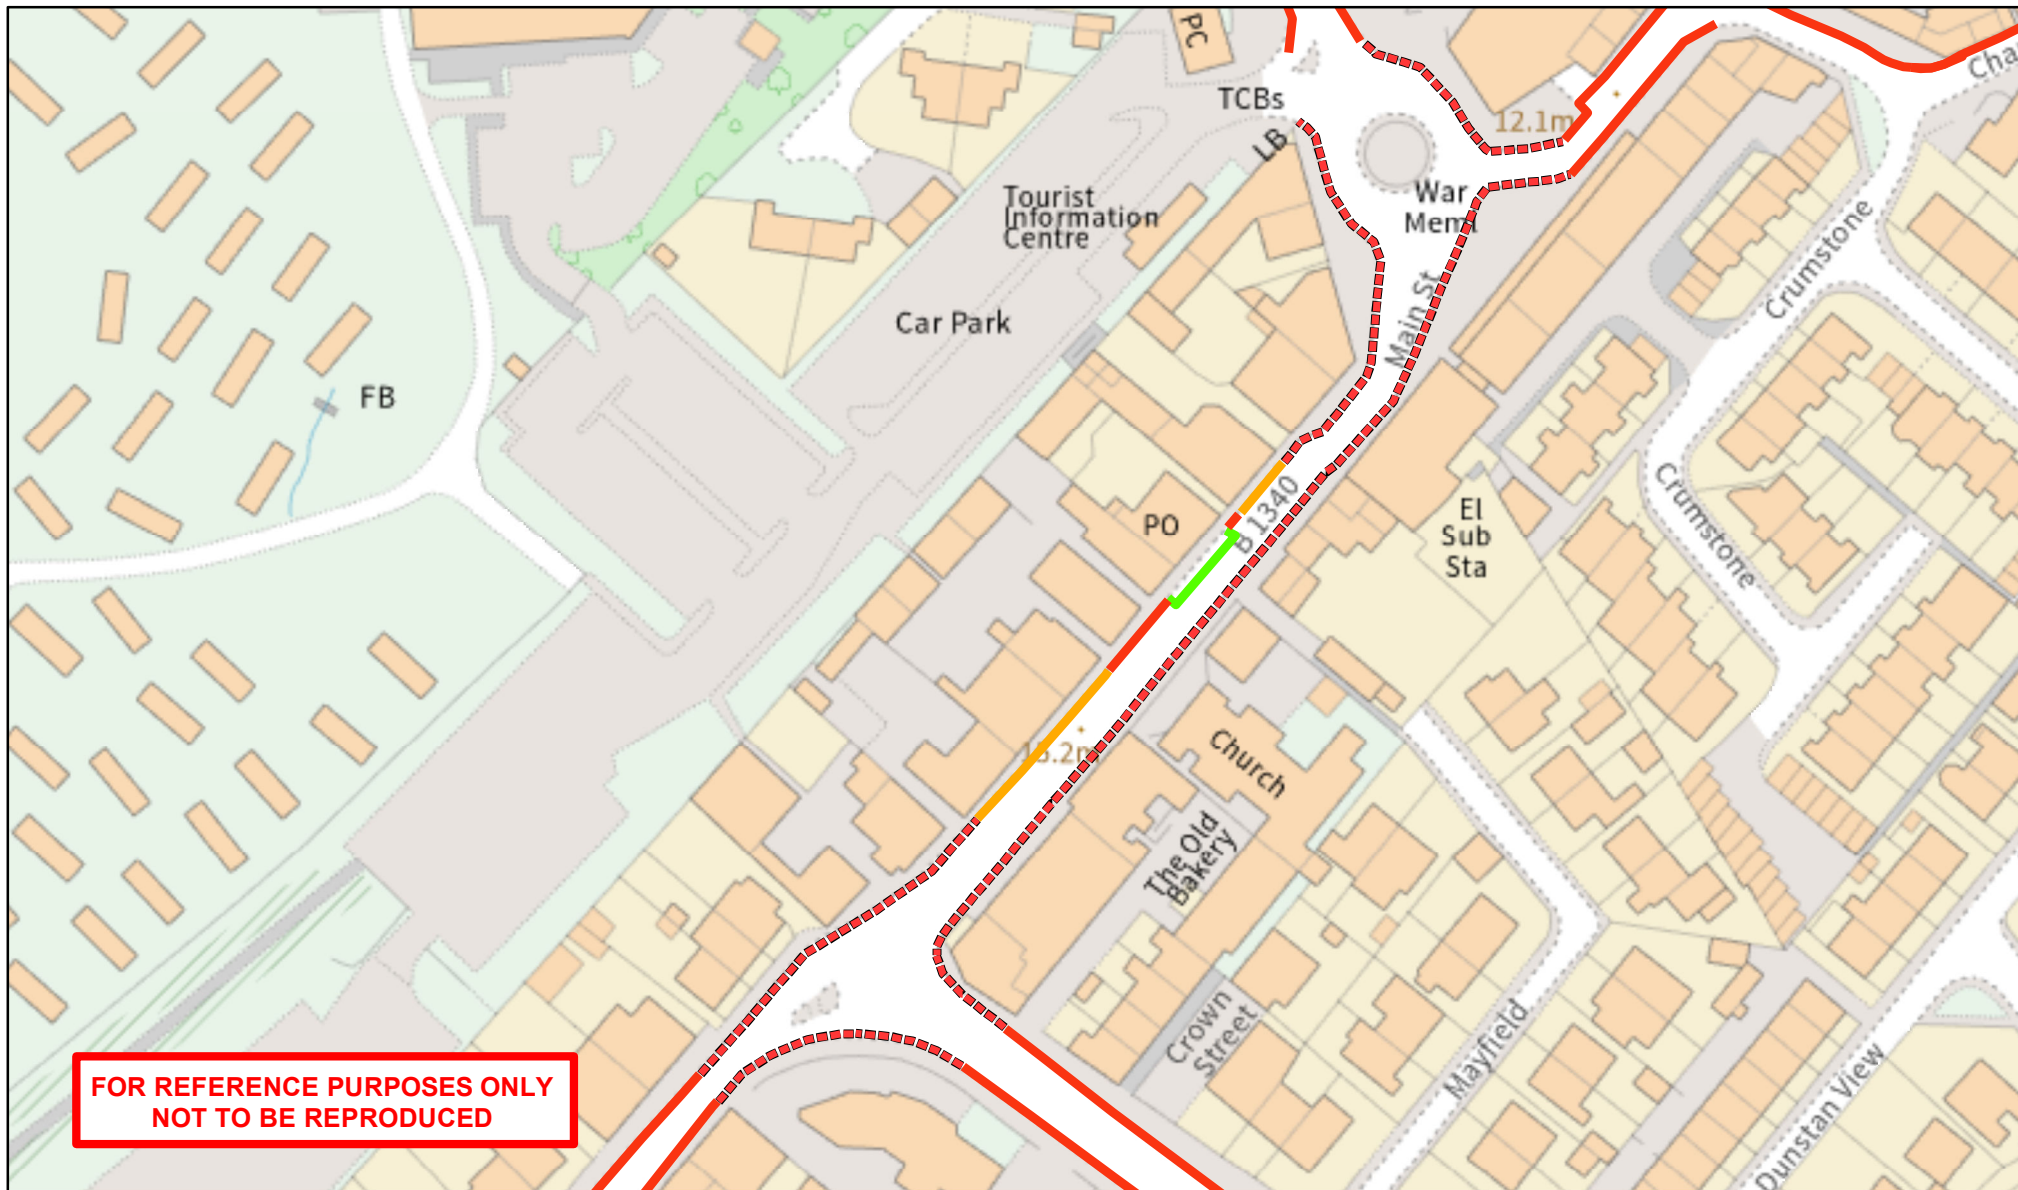 PC
TCBs
LB
12.1m
Cha
Tourist
Information
Centre
War
Meml
Crumstone
Main St
Car Park
FB
B 1340
PO
El
Sub
Sta
Crumstone
Church
The Old
Bakery
Crown
Street
Mayfield
Dunstan View
FOR REFERENCE PURPOSES ONLY
NOT TO BE REPRODUCED